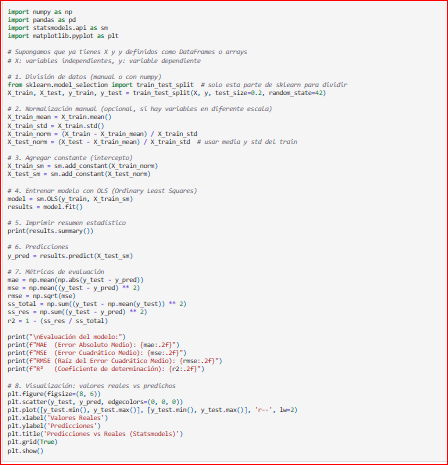 import numpy as np
import pandas as pd
import statsmodels.api as sm
import matplotlib.pyplot as plt
# Supongamos que ya tienes X y y definidos como DataFrames o arrays
# X: variables independientes, y: variable dependiente
# 1. División de datos (manual o con numpy)
from sklearn.model_selection import train_test_split  # solo esta parte de sklearn para dividir
X_train, X_test, y_train, y_test = train_test_split(X, y, test_size=0.2, random_state=42)
# 2. Normalización manual (opcional, si hay variables en diferente escala)
X_train_mean = X_train.mean()
X_train_std = X_train.std()
X_train_norm = (X_train - X_train_mean) / X_train_std
X_test_norm = (X_test - X_train_mean) / X_train_std  # usar media y std del train
# 3. Agregar constante (intercepto)
X_train_sm = sm.add_constant(X_train_norm)
X_test_sm = sm.add_constant(X_test_norm)
# 4. Entrenar modelo con OLS (Ordinary Least Squares)
model = sm.OLS(y_train, X_train_sm)
results = model.fit()
# 5. Imprimir resumen estadístico
print(results.summary())
# 6. Predicciones
y_pred = results.predict(X_test_sm)
# 7. Métricas de evaluación
mae = np.mean(np.abs(y_test - y_pred))
mse = np.mean((y_test - y_pred) ** 2)
rmse = np.sqrt(mse)
ss_total = np.sum((y_test - np.mean(y_test)) ** 2)
ss_res = np.sum((y_test - y_pred) ** 2)
r2 = 1 - (ss_res / ss_total)
print("\nEvaluación del modelo:")
print(f"MAE  (Error Absoluto Medio): {mae:.2f}")
print(f"MSE  (Error Cuadrático Medio): {mse:.2f}")
print(f"RMSE (Raíz del Error Cuadrático Medio): {rmse:.2f}")
print(f"R²   (Coeficiente de determinación): {r2:.2f}")
# 8. Visualización: valores reales vs predichos
plt.figure(figsize=(8, 6))
plt.scatter(y_test, y_pred, edgecolors=(0, 0, 0))
plt.plot([y_test.min(), y_test.max()], [y_test.min(), y_test.max()], 'r--', lw=2)
plt.xlabel('Valores Reales')
plt.ylabel('Predicciones')
plt.title('Predicciones vs Reales (Statsmodels)')
plt.grid(True)
plt.show()